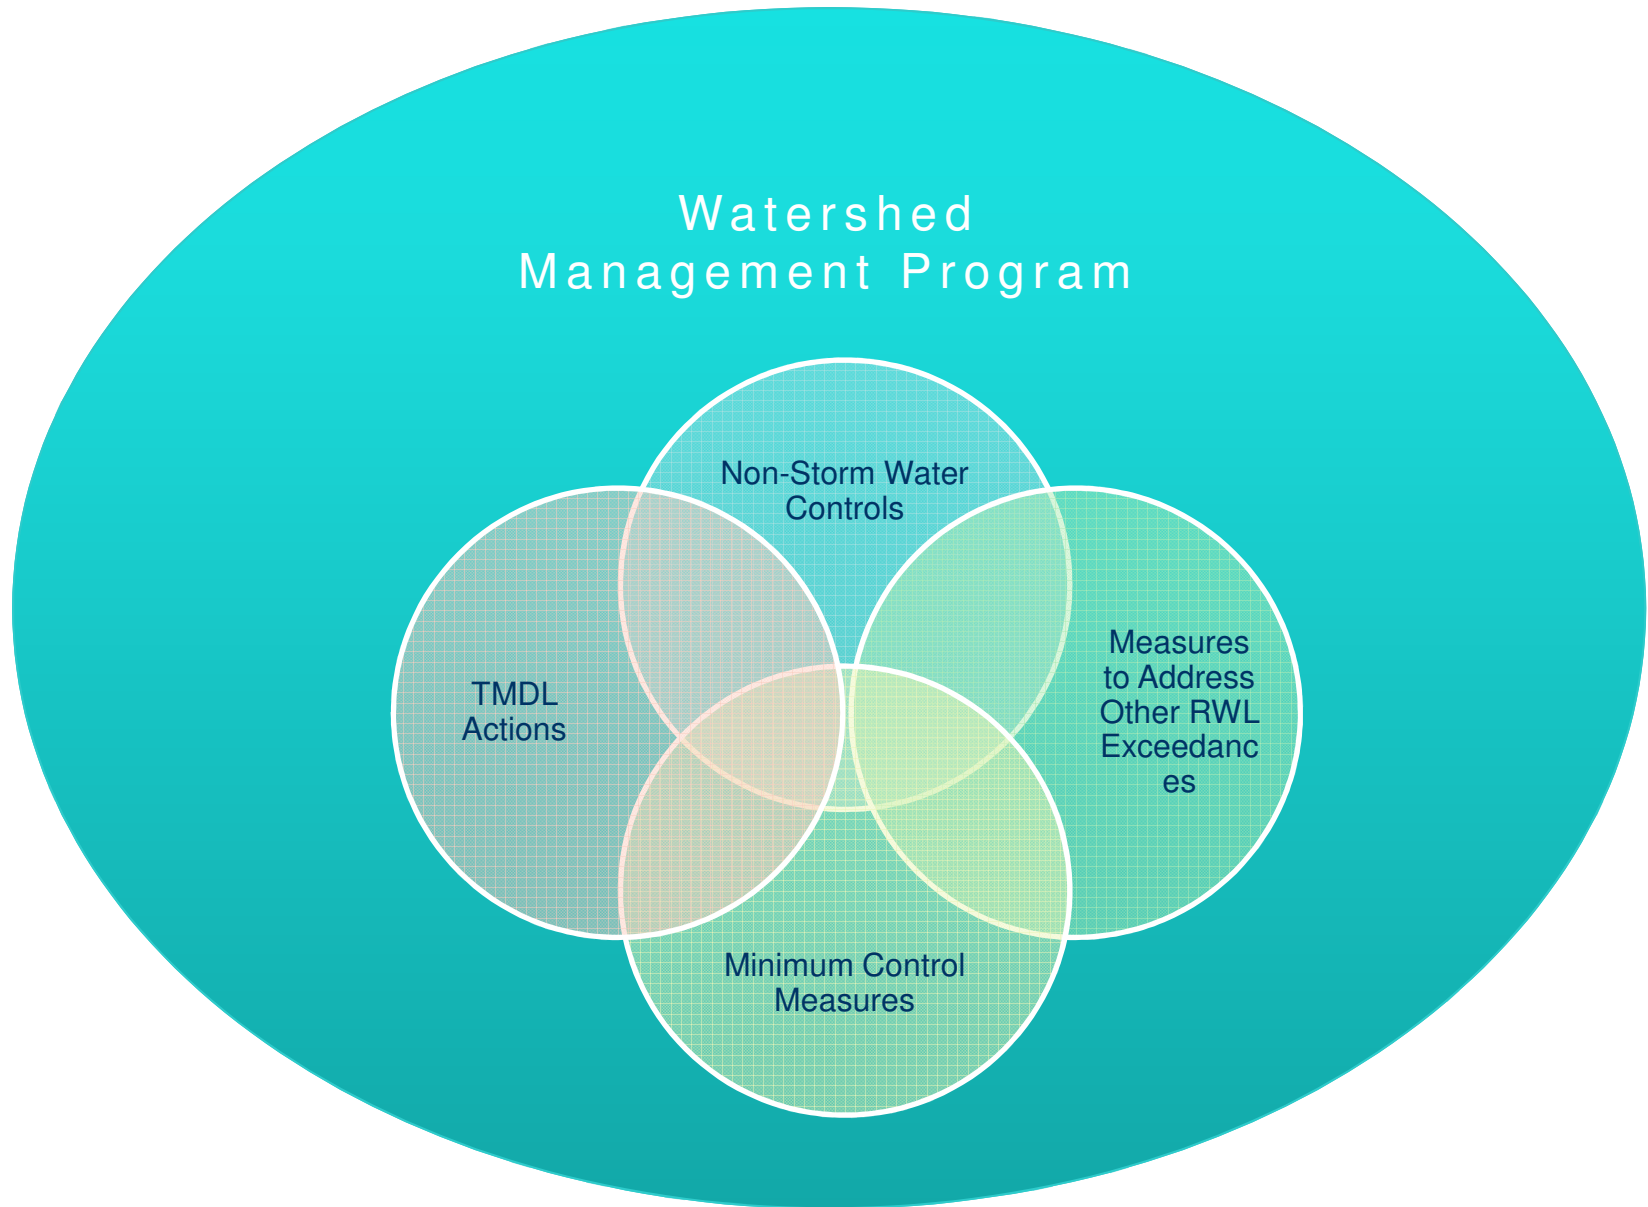 Watershed
Management Program
Non-Storm Water
Controls
TMDL
Actions
Measures
to Address
Other RWL
Exceedanc
es
Minimum Control
Measures